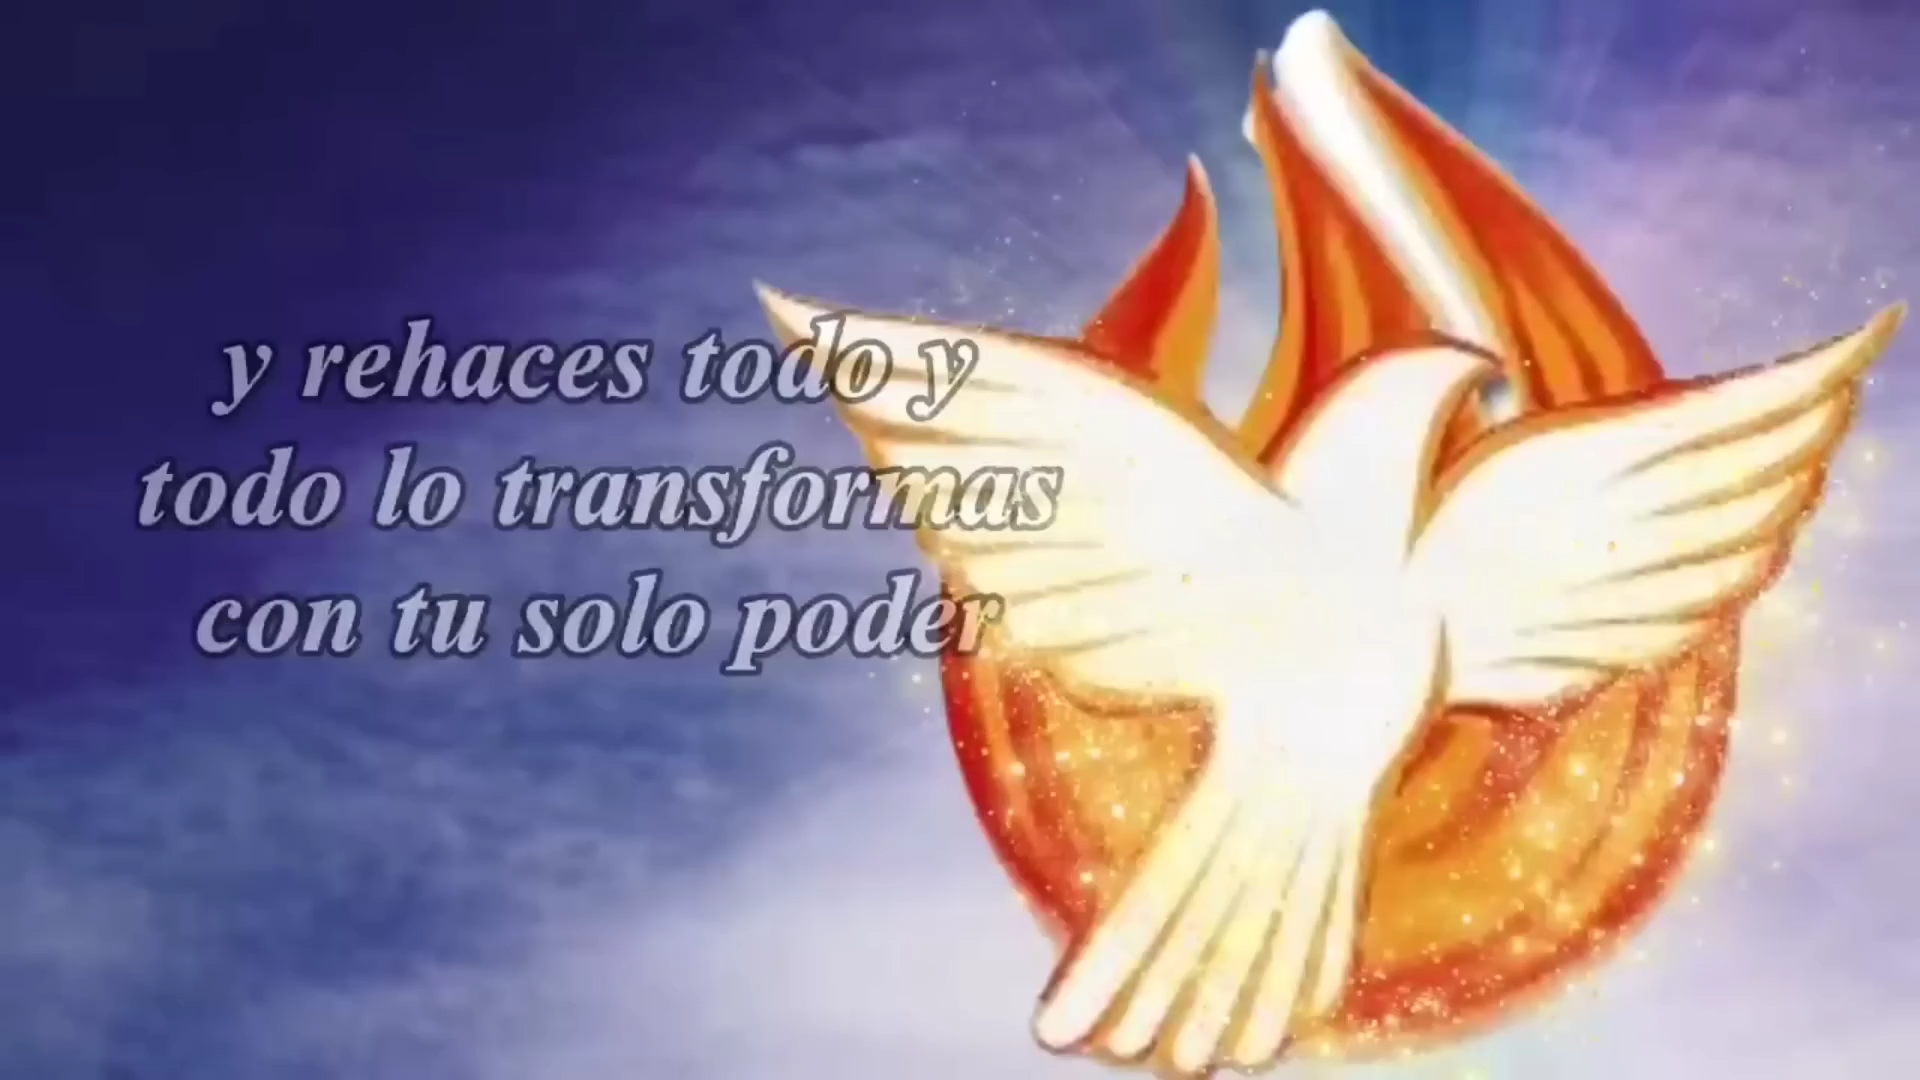 y rehaces todo y
todo lo transformas
con tu solo poder